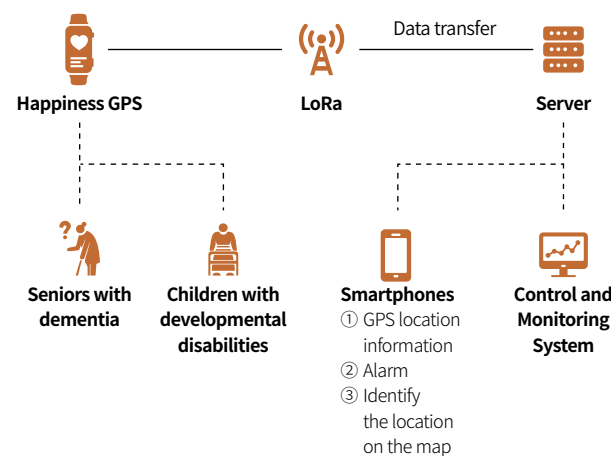 Data transfer
Happiness GPS
LoRa
Server
?
Seniors with
dementia
Children with
developmental
disabilities
Smartphones
① GPS location
information
② Alarm
③ Identify
the location
on the map
Control and
Monitoring
System